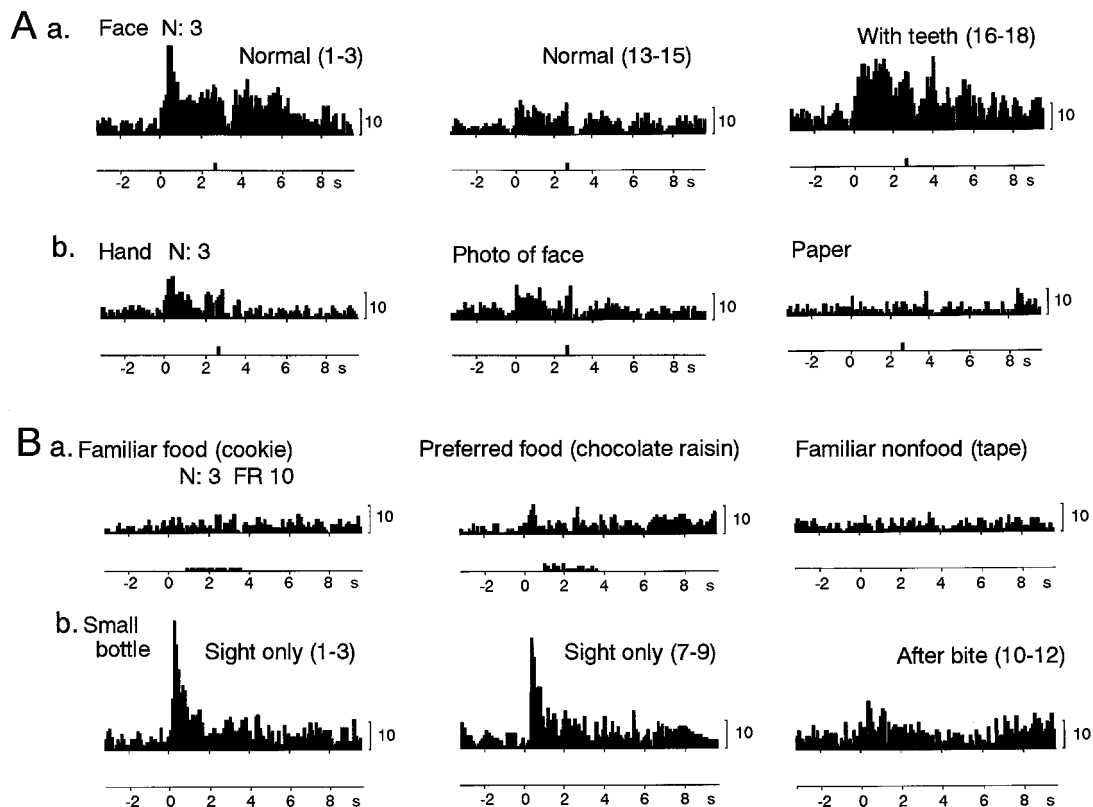 A a. Face N: 3
Normal (1-3)
Normal (13-15)
With teeth (16-18)
10
10
10
-2 0 2 4 6 8 s
-2 0 2 4 6 8 s
-2 0 2 4 6 8 s
b. Hand N: 3
Photo of face
Paper
10
10
10
-2 0 2 4 6 8 s
-2 0 2 4 6 8 s
-2 0 2 4 6 8 s
B a. Familiar food (cookie)
N: 3 FR 10
Preferred food (chocolate raisin)
Familiar nonfood (tape)
10
10
10
-2 0 2 4 6 8 s
-2 0 2 4 6 8 s
-2 0 2 4 6 8 s
b. Small
bottle
Sight only (1-3)
Sight only (7-9)
After bite (10-12)
10
10
10
-2 0 2 4 6 8 s
-2 0 2 4 6 8 s
-2 0 2 4 6 8 s